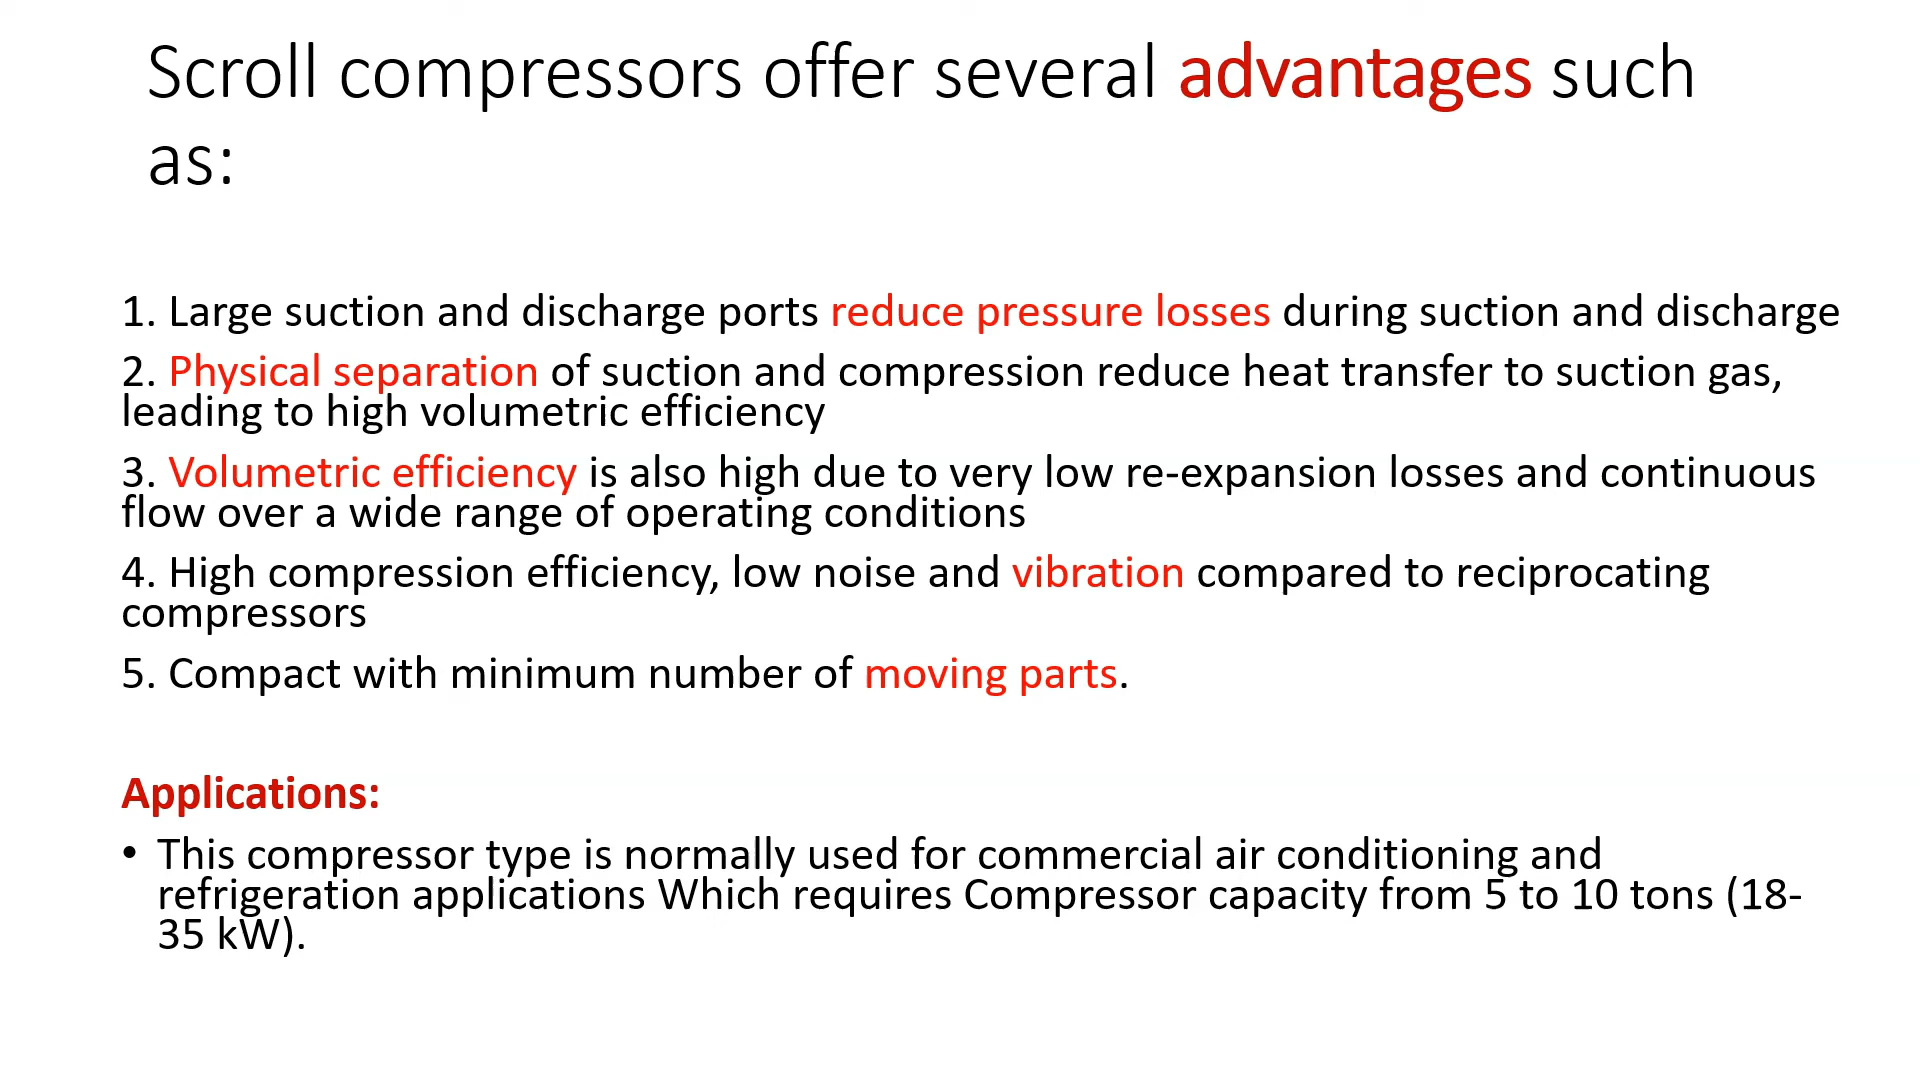 Scroll compressors offer several advantages such
as:
1. Large suction and discharge ports reduce pressure losses during suction and discharge
2. Physical separation of suction and compression reduce heat transfer to suction gas,
leading to high volumetric efficiency
3. Volumetric efficiency is also high due to very low re-expansion losses and continuous
flow over a wide range of operating conditions
4. High compression efficiency, low noise and vibration compared to reciprocating
compressors
5. Compact with minimum number of moving parts.
Applications:
• This compressor type is normally used for commercial air conditioning and
refrigeration applications Which requires Compressor capacity from 5 to 10 tons (18-
35 kW).